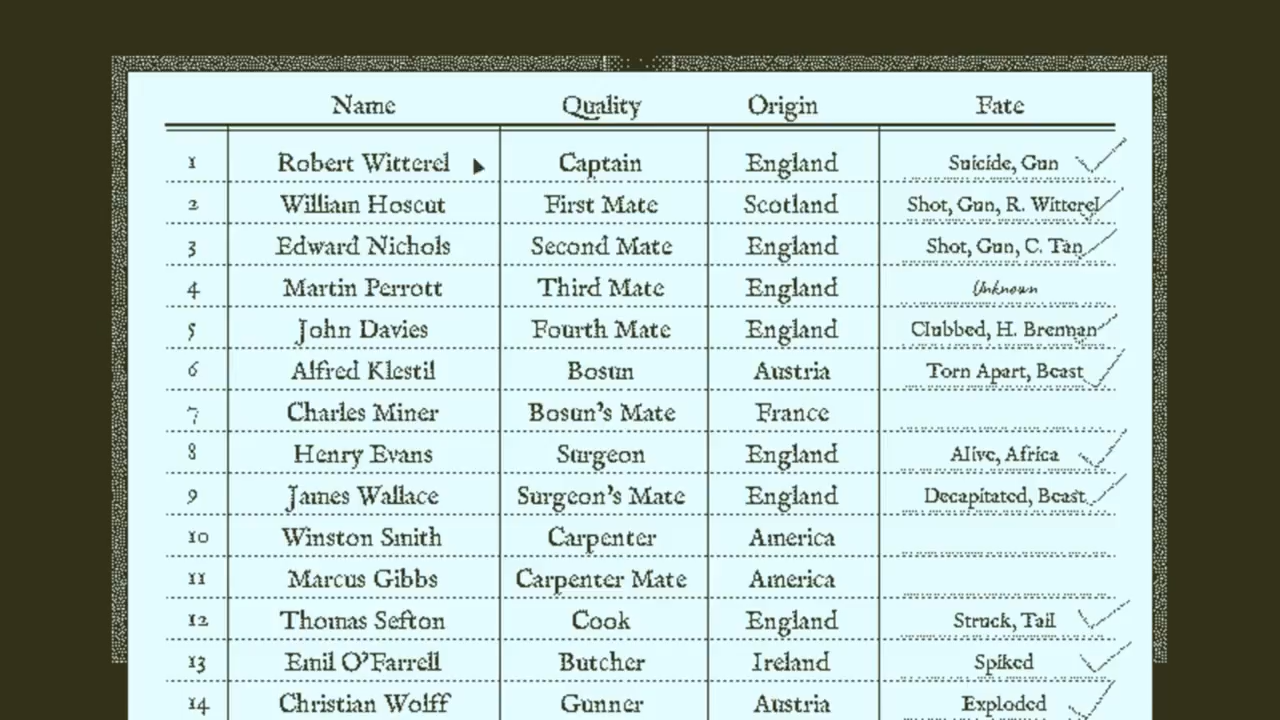 Name Quality Origin Fate
1 Robert Witterel Captain England Suicide, Gun
2 William Hoscut First Mate Scotland Shot, Gun, R. Witterel
3 Edward Nichols Second Mate England Shot, Gun, C. Tan
4 Martin Perrott Third Mate England Unknown
5 John Davies Fourth Mate England Clubbed, H. Brennan
6 Alfred Klestil Bosun Austria Torn Apart, Beast
7 Charles Miner Bosun's Mate France
8 Henry Evans Surgeon England Alive, Africa
9 James Wallace Surgeon's Mate England Decapitated, Beast
10 Winston Smith Carpenter America
11 Marcus Gibbs Carpenter Mate America
12 Thomas Sefton Cook England Struck, Tail
13 Emil O'Farrell Butcher Ireland Spiked
14 Christian Wolff Gunner Austria Exploded